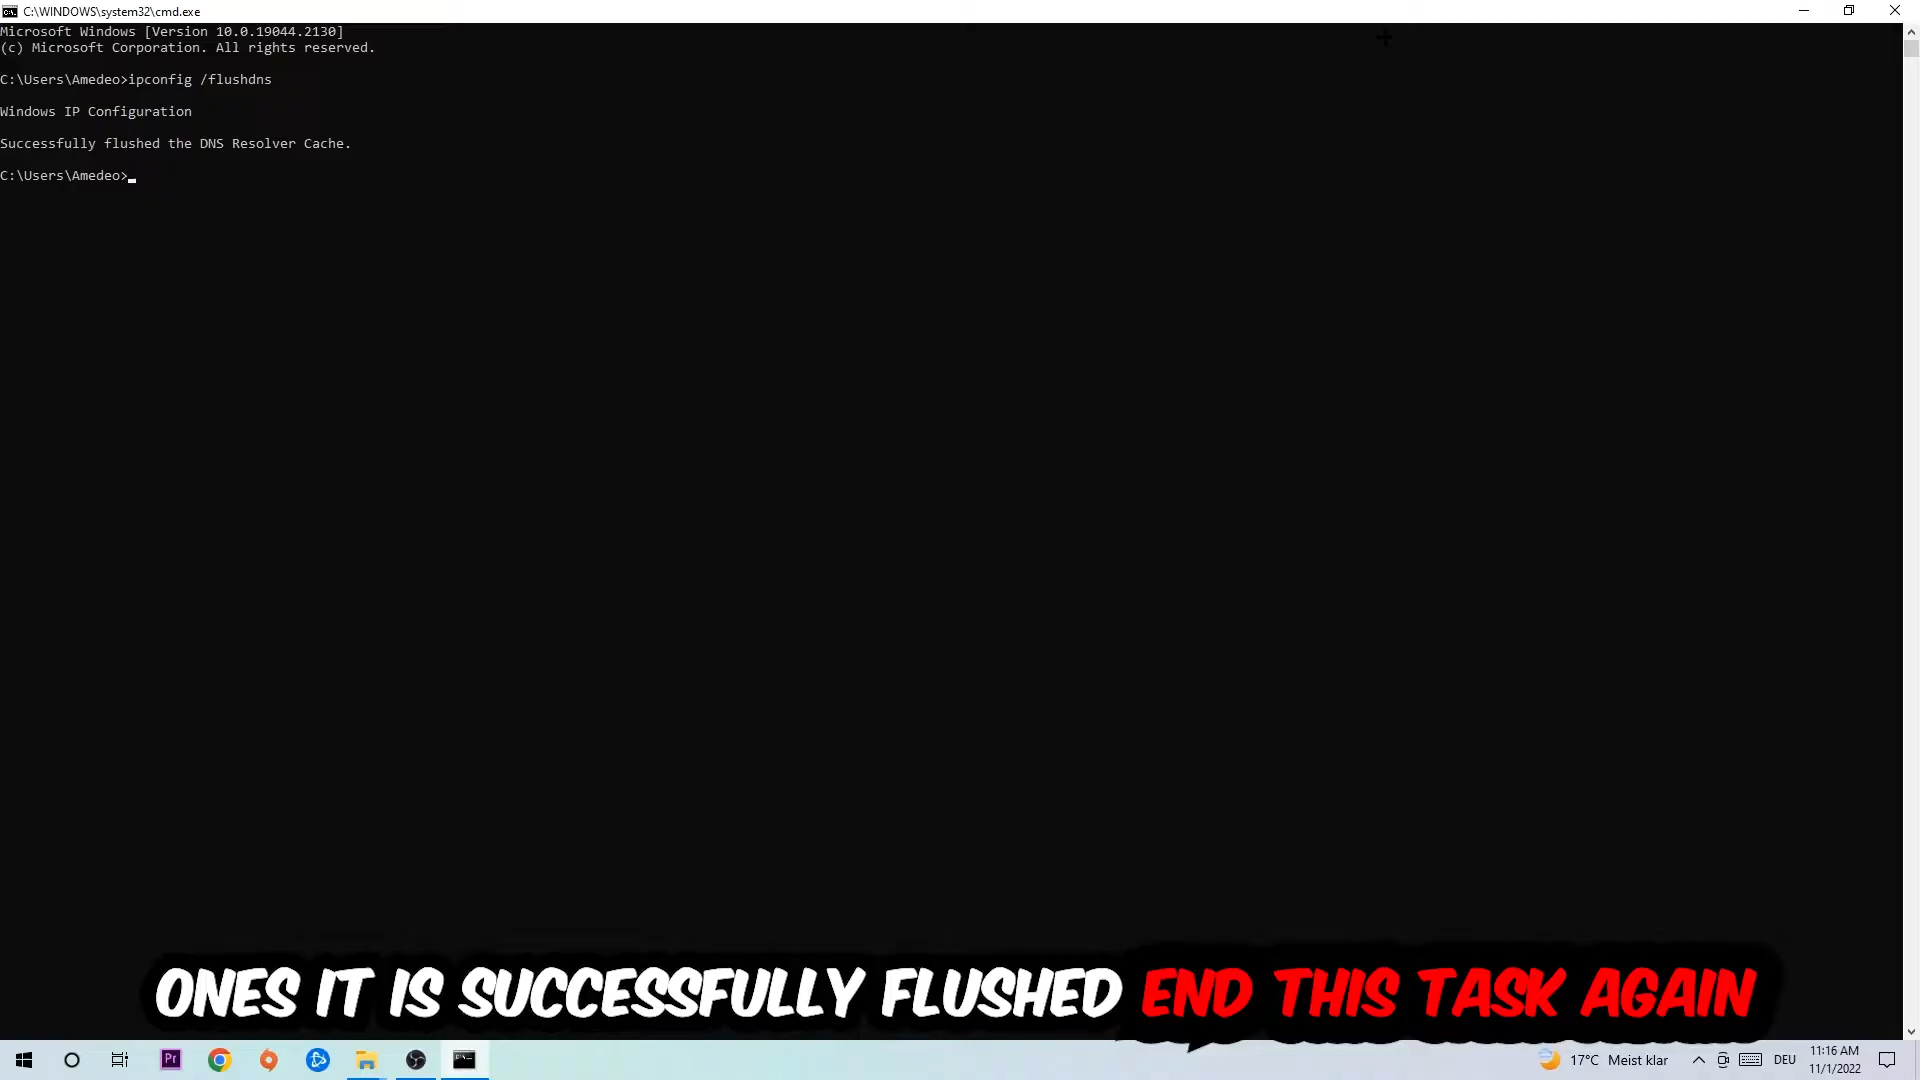 C:\WINDOWS\system32\cmd.exe
Microsoft Windows [Version 10.0.19044.2130]
(c) Microsoft Corporation. All rights reserved.
C:\Users\Amedeo>ipconfig /flushdns
Windows IP Configuration
Successfully flushed the DNS Resolver Cache.
C:\Users\Amedeo>
ONES IT IS SUCCESSFULLY FLUSHED END THIS TASK AGAIN
Pr
17°C Meist klar
DEU
11:16 AM
11/1/2022